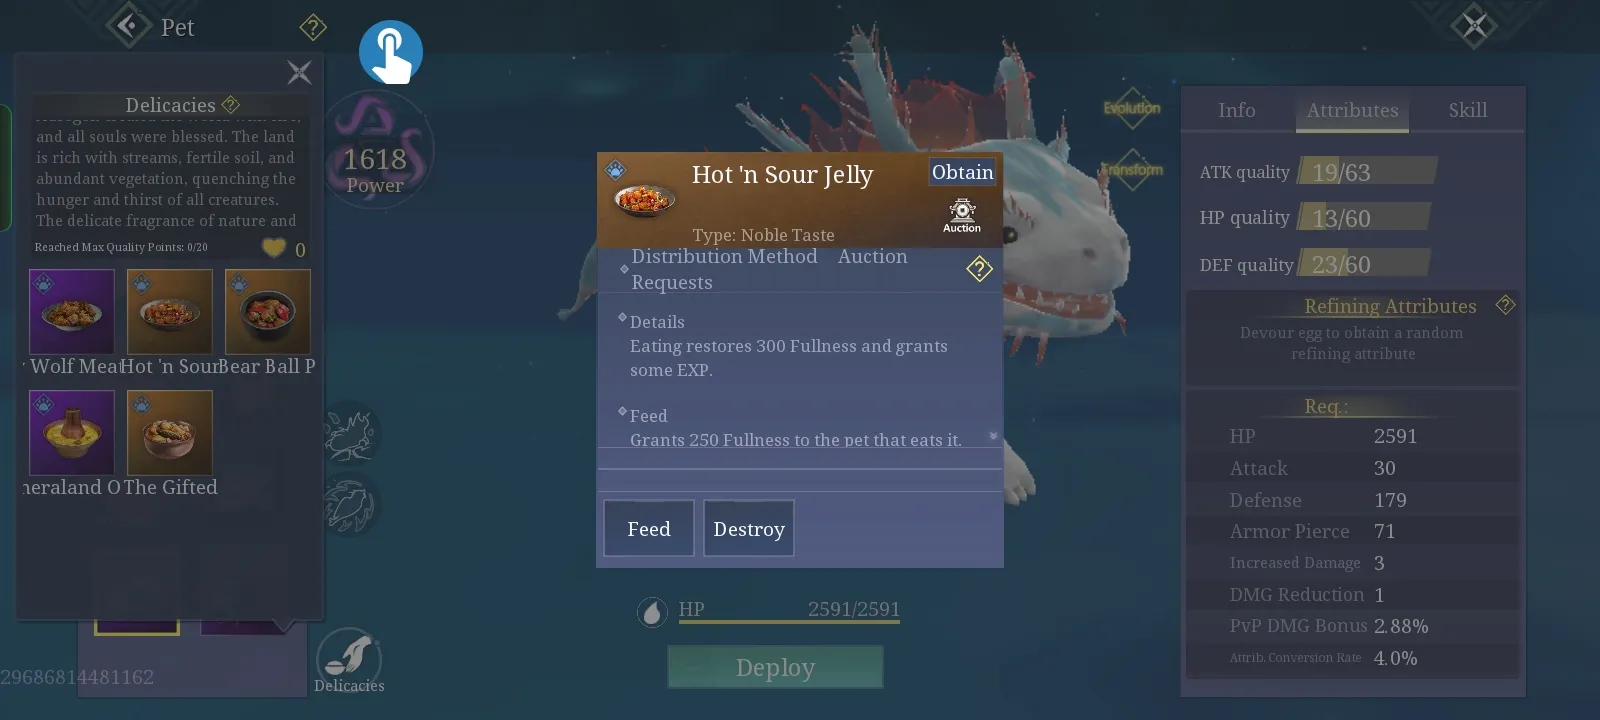 Pet
Delicacies
and all souls were blessed. The land
is rich with streams, fertile soil, and
abundant vegetation, quenching the
hunger and thirst of all creatures.
The delicate fragrance of nature and
Reached Max Quality Points: 0/20
0
Wolf Meat
Hot 'n Sour
Bear Ball P
neraland O
The Gifted
29686814481162
Delicacies
1618
Power
Hot 'n Sour Jelly
Obtain
Auction
Type: Noble Taste
Distribution Method Auction
Requests
Details
Eating restores 300 Fullness and grants
some EXP.
Feed
Grants 250 Fullness to the pet that eats it.
Feed
Destroy
HP 2591/2591
Deploy
Evolution
Transform
Info
Attributes
Skill
ATK quality 19/63
HP quality 13/60
DEF quality 23/60
Refining Attributes
Devour egg to obtain a random
refining attribute
Req.:
HP 2591
Attack 30
Defense 179
Armor Pierce 71
Increased Damage 3
DMG Reduction 1
PvP DMG Bonus 2.88%
Attrib. Conversion Rate 4.0%